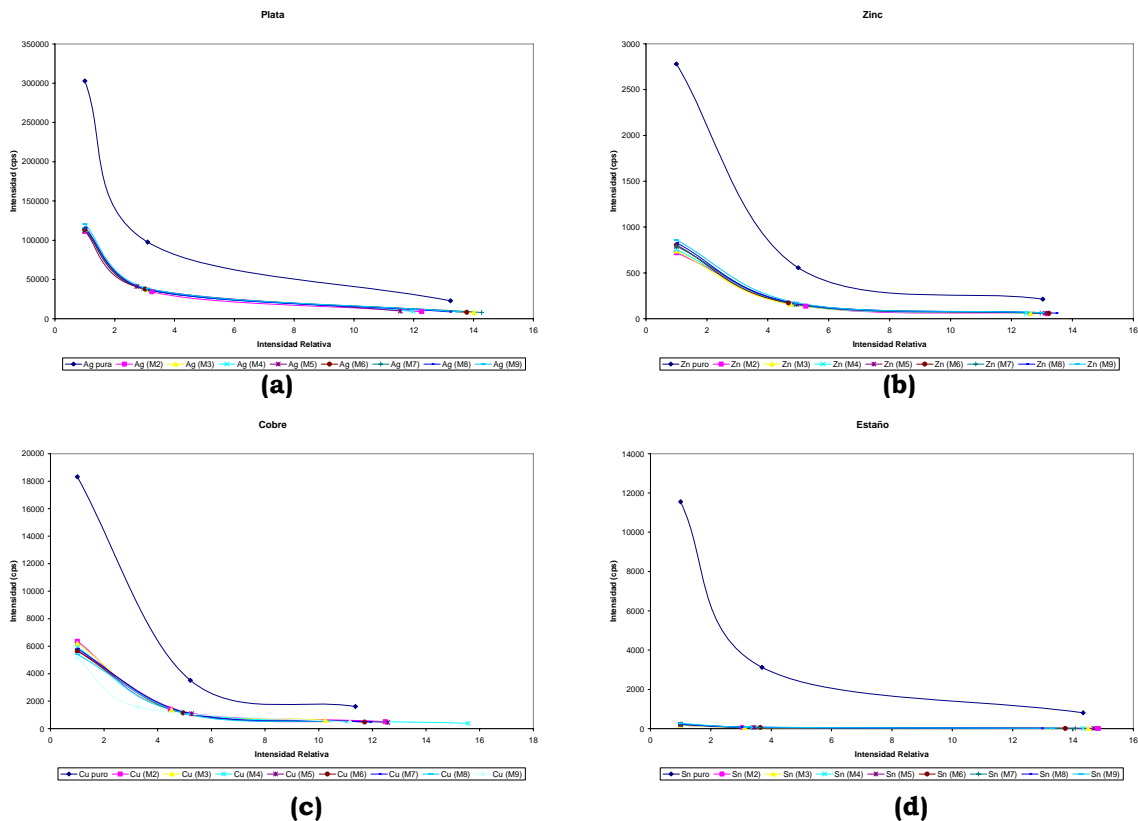 Plata
350000
300000
250000
200000
150000
100000
50000
0
Intensidad (cps)
0 2 4 6 8 10 12 14 16
Intensidad Relativa
Ag pura Ag (M2) Ag (M3) Ag (M4) Ag (M5) Ag (M6) Ag (M7) Ag (M8) Ag (M9)
(a)
Zinc
3000
2500
2000
1500
1000
500
0
Intensidad (cps)
0 2 4 6 8 10 12 14 16
Intensidad Relativa
Zn puro Zn (M2) Zn (M3) Zn (M4) Zn (M5) Zn (M6) Zn (M7) Zn (M8) Zn (M9)
(b)
Cobre
20000
18000
16000
14000
12000
10000
8000
6000
4000
2000
0
Intensidad (cps)
0 2 4 6 8 10 12 14 16 18
Intensidad Relativa
Cu puro Cu (M2) Cu (M3) Cu (M4) Cu (M5) Cu (M6) Cu (M7) Cu (M8) Cu (M9)
(c)
Estaño
14000
12000
10000
8000
6000
4000
2000
0
Intensidad (cps)
0 2 4 6 8 10 12 14 16
Intensidad Relativa
Sn puro Sn (M2) Sn (M3) Sn (M4) Sn (M5) Sn (M6) Sn (M7) Sn (M8) Sn (M9)
(d)